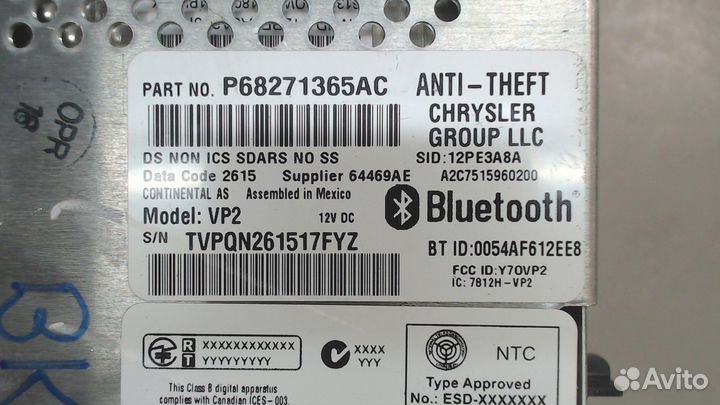 PART NO. P68271365AC
ANTI-THEFT
CHRYSLER
GROUP LLC
DS NON ICS SDARS NO SS
SID:12PE3A8A
Data Code 2615 Supplier 64469AE
A2C7515960200
CONTINENTAL AS Assembled in Mexico
Model: VP2 12V DC
Bluetooth
S/N TVPQN261517FYZ
BT ID:0054AF612EE8
FCC ID:Y7OVP2
IC: 7812H-VP2
OPR
18
BK
R XXXXXXXXXXXX
T YYYYYYYYY
XXXX
YYY
NTC
This Class B digital apparatus
complies with Canadian ICES-003.
Type Approved
No.: ESD-XXXXXXX
Avito